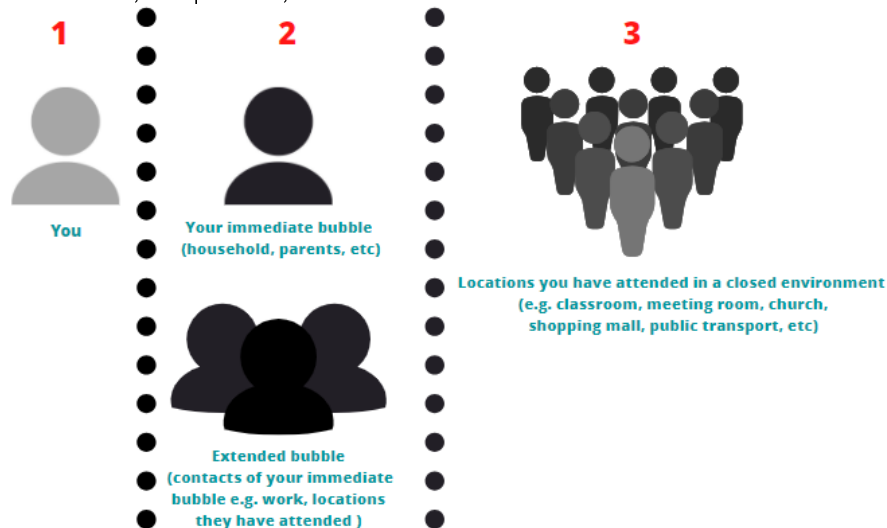 1
You
2
Your immediate bubble
(household, parents, etc)
Extended bubble
(contacts of your immediate
bubble e.g. work, locations
they have attended )
3
Locations you have attended in a closed environment
(e.g. classroom, meeting room, church,
shopping mall, public transport, etc)